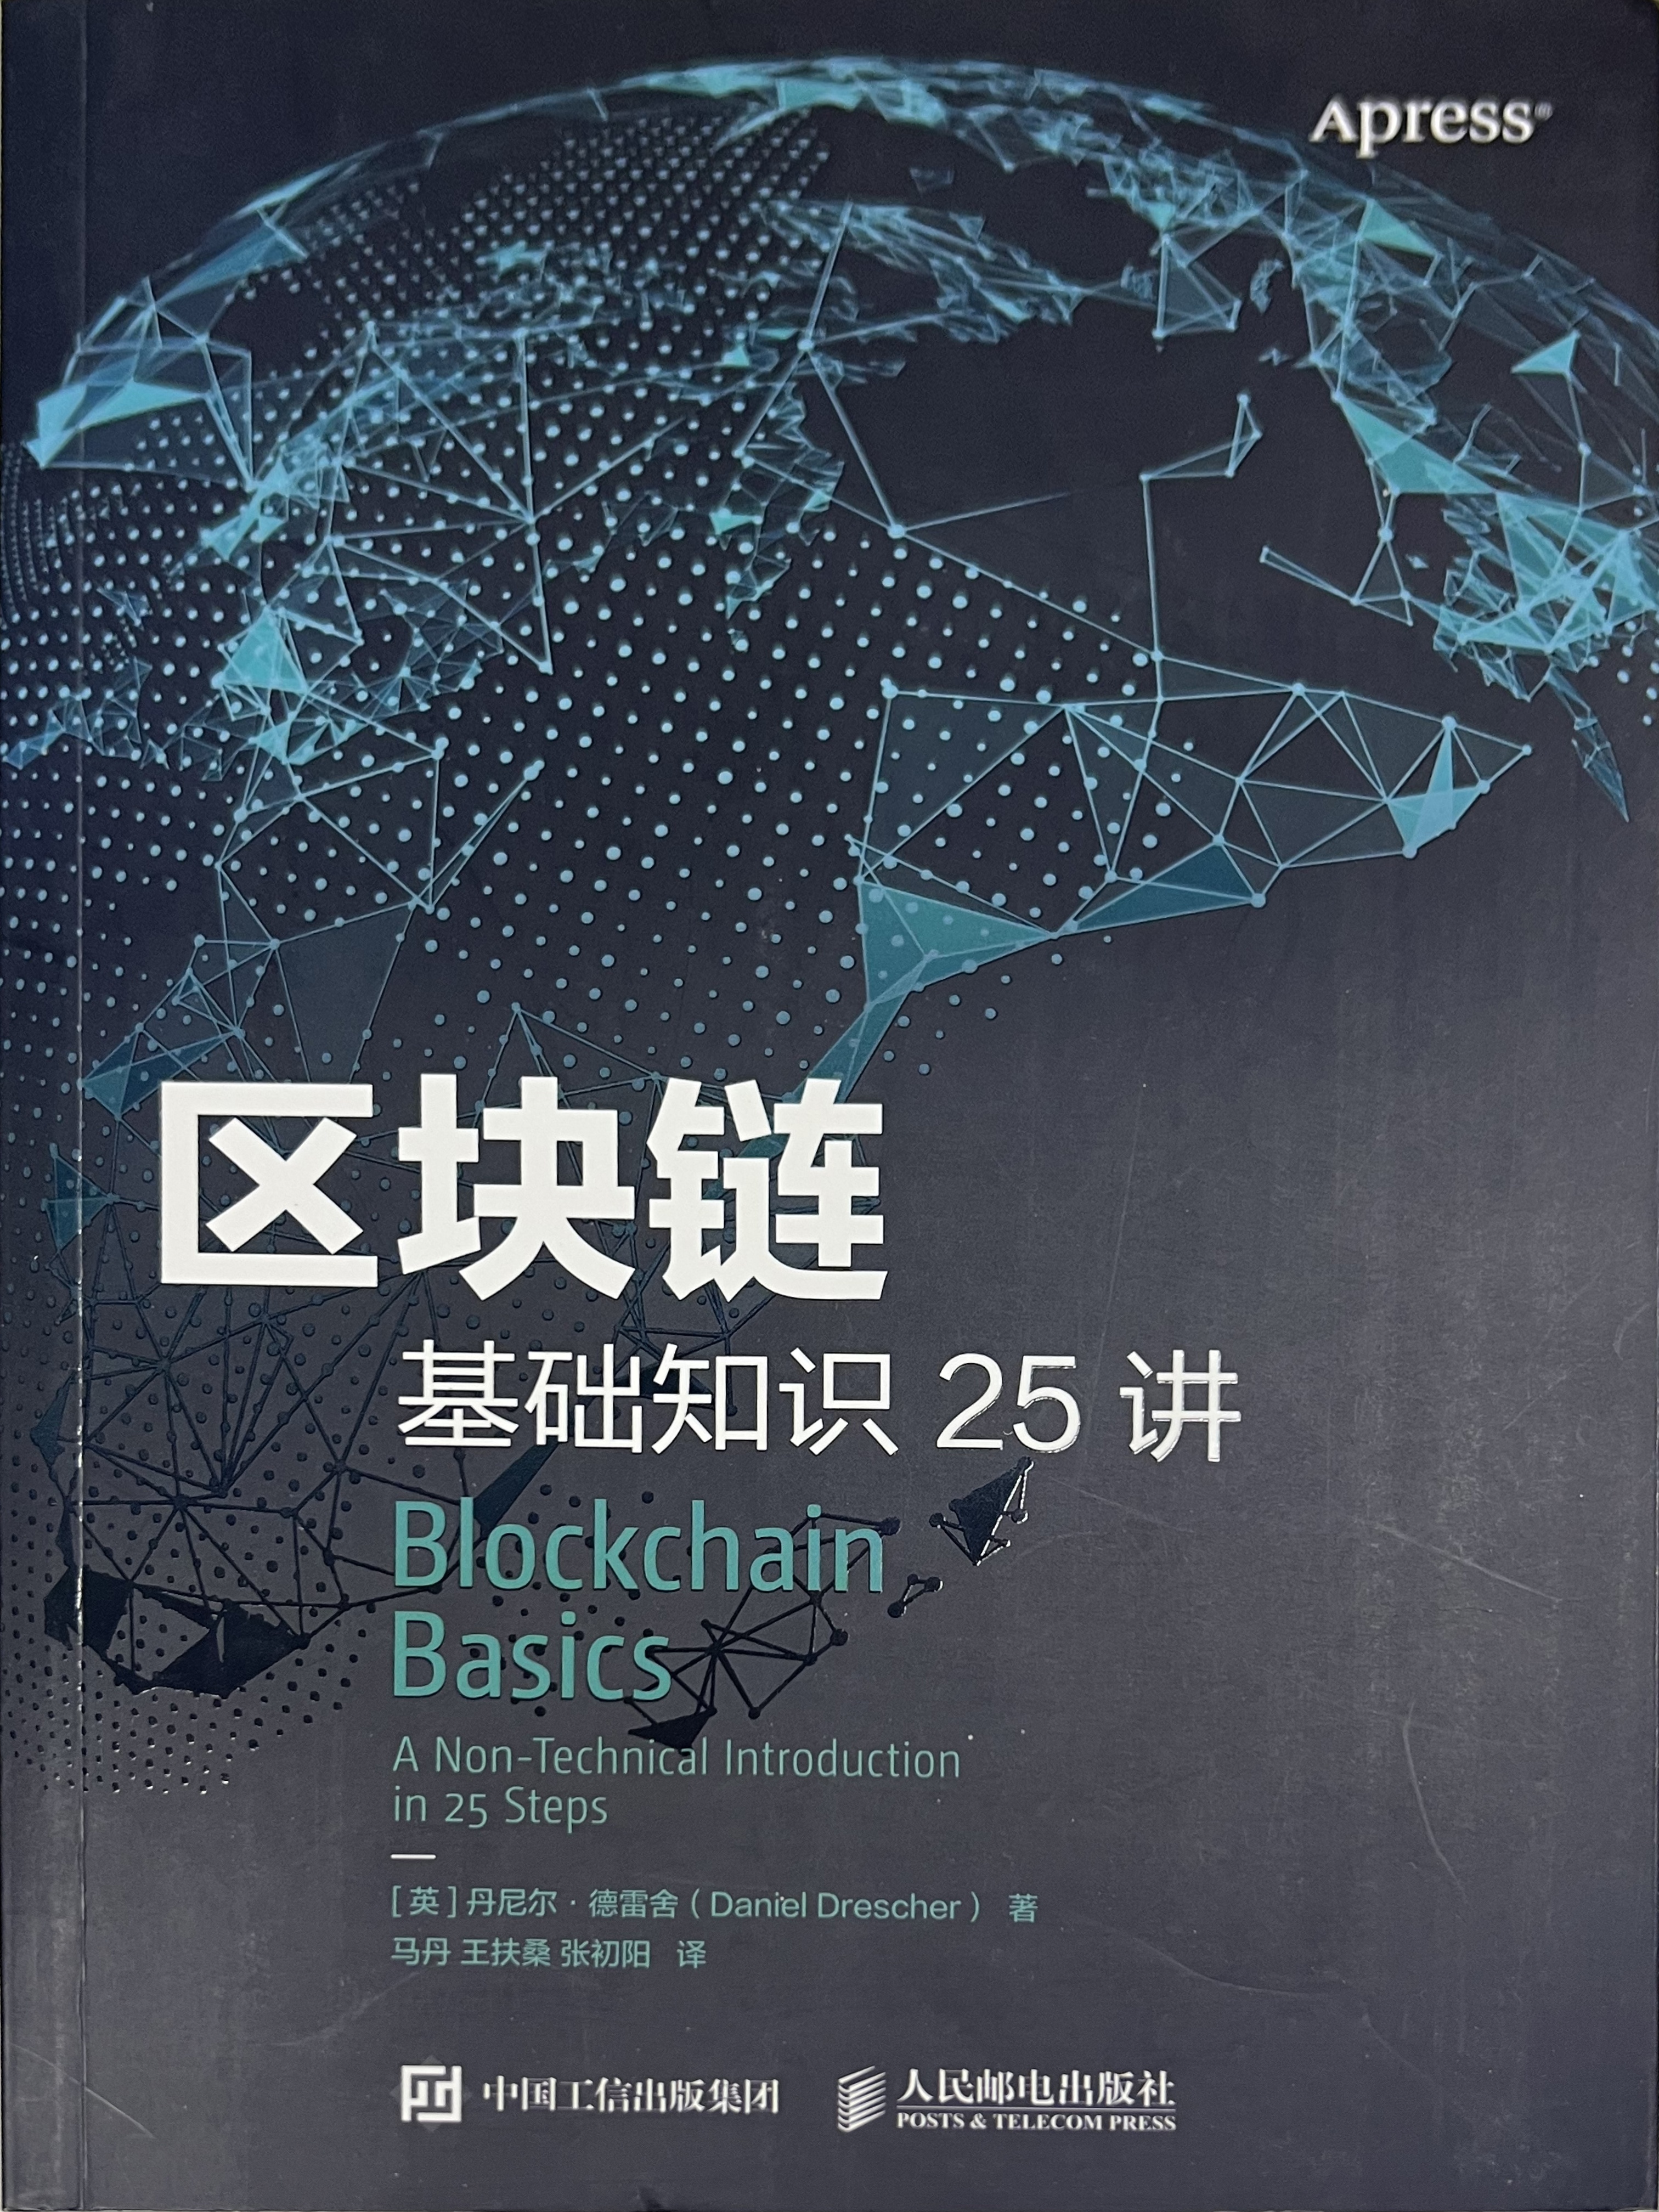 Apress®
区块链
基础知识 25 讲
Blockchain
Basics
A Non-Technical Introduction
in 25 Steps
[英]丹尼尔·德雷舍(Daniel Drescher) 著
马丹 王扶桑 张初阳 译
中国工信出版集团
人民邮电出版社
POSTS & TELECOM PRESS